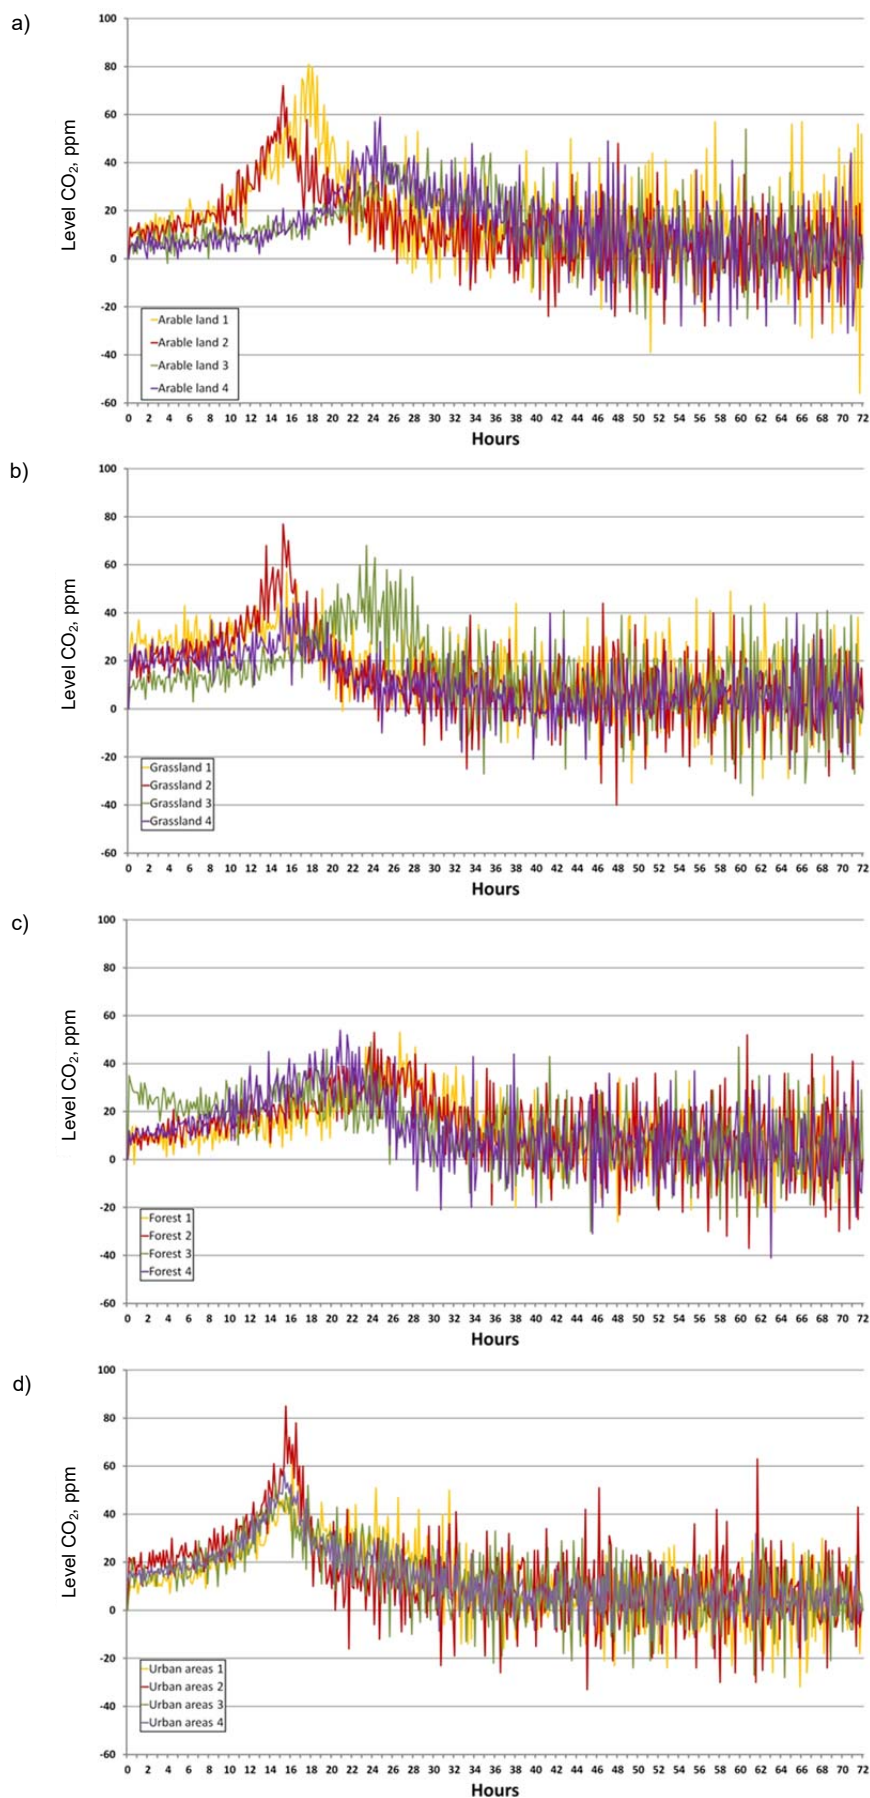 a)
100
80
60
40
20
0
-20
-40
-60
Level CO2, ppm
Arable land 1
Arable land 2
Arable land 3
Arable land 4
0 2 4 6 8 10 12 14 16 18 20 22 24 26 28 30 32 34 36 38 40 42 44 46 48 50 52 54 56 58 60 62 64 66 68 70 72
Hours
b)
100
80
60
40
20
0
-20
-40
-60
Level CO2, ppm
Grassland 1
Grassland 2
Grassland 3
Grassland 4
0 2 4 6 8 10 12 14 16 18 20 22 24 26 28 30 32 34 36 38 40 42 44 46 48 50 52 54 56 58 60 62 64 66 68 70 72
Hours
c)
100
80
60
40
20
0
-20
-40
-60
Level CO2, ppm
Forest 1
Forest 2
Forest 3
Forest 4
0 2 4 6 8 10 12 14 16 18 20 22 24 26 28 30 32 34 36 38 40 42 44 46 48 50 52 54 56 58 60 62 64 66 68 70 72
Hours
d)
100
80
60
40
20
0
-20
-40
-60
Level CO2, ppm
Urban areas 1
Urban areas 2
Urban areas 3
Urban areas 4
0 2 4 6 8 10 12 14 16 18 20 22 24 26 28 30 32 34 36 38 40 42 44 46 48 50 52 54 56 58 60 62 64 66 68 70 72
Hours